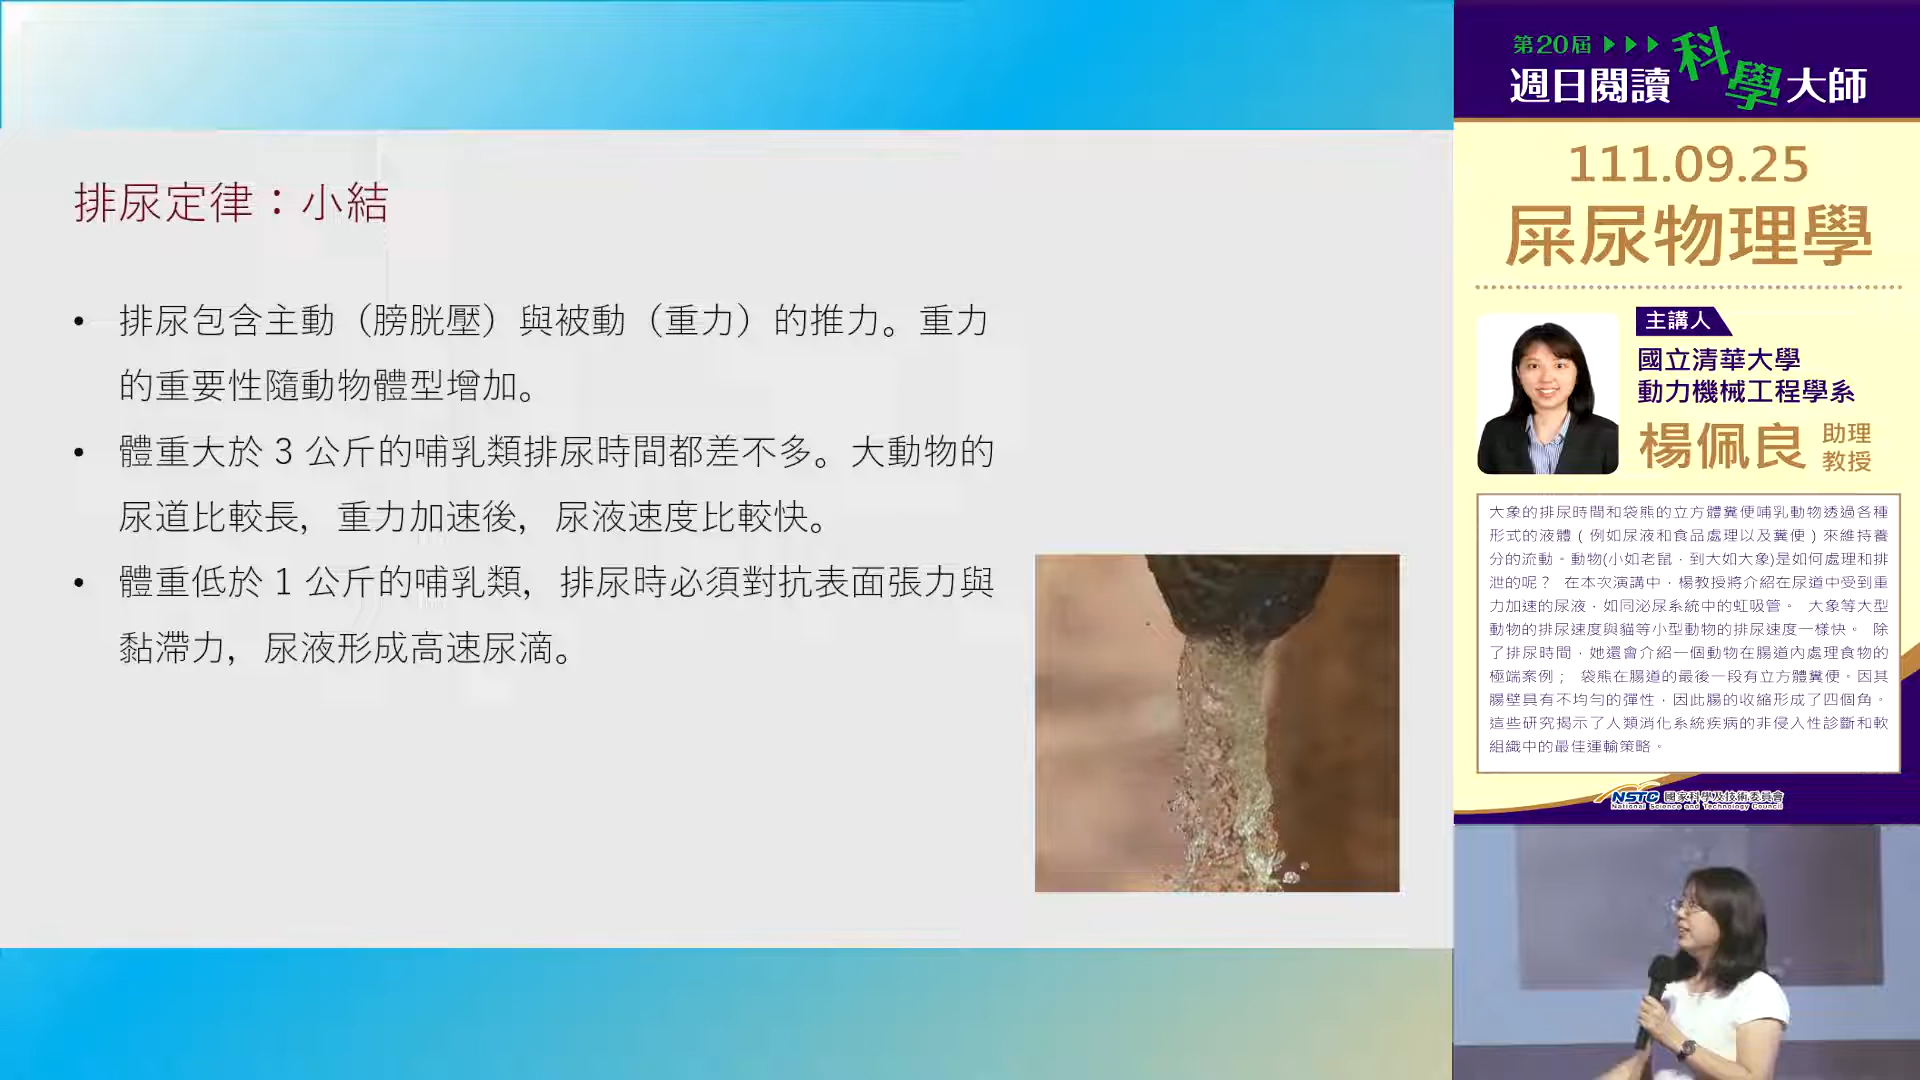 排尿定律：小結
• 排尿包含主動（膀胱壓）與被動（重力）的推力。重力
的重要性隨動物體型增加。
• 體重大於 3 公斤的哺乳類排尿時間都差不多。大動物的
尿道比較長，重力加速後，尿液速度比較快。
• 體重低於 1 公斤的哺乳類，排尿時必須對抗表面張力與
黏滯力，尿液形成高速尿滴。
第20屆
週日閱讀科學大師
111.09.25
屎尿物理學
主講人
國立清華大學
動力機械工程學系
楊佩良 助理
教授
大象的排尿時間和袋熊的立方體糞便哺乳動物透過各種
形式的液體（例如尿液和食品處理以及糞便）來維持養
分的流動。動物(小如老鼠，到大如大象)是如何處理和排
泄的呢？ 在本次演講中，楊教授將介紹在尿道中受到重
力加速的尿液，如同泌尿系統中的虹吸管。 大象等大型
動物的排尿速度與貓等小型動物的排尿速度一樣快。 除
了排尿時間，她還會介紹一個動物在腸道內處理食物的
極端案例； 袋熊在腸道的最後一段有立方體糞便。因其
腸壁具有不均勻的彈性，因此腸的收縮形成了四個角。
這些研究揭示了人類消化系統疾病的非侵入性診斷和軟
組織中的最佳運輸策略。
NSTC 國家科學及技術委員會
National Science and Technology Council